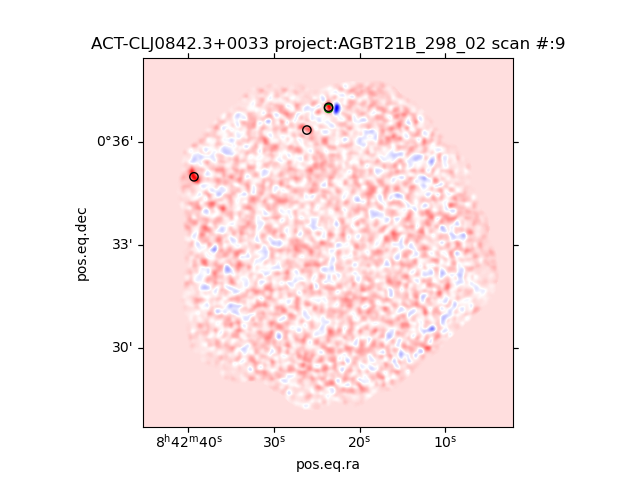 ACT-CLJ0842.3+0033 project:AGBT21B_298_02 scan #:9
0°36'
33'
30'
pos.eq.dec
8ʰ42ᵐ40ˢ 30ˢ 20ˢ 10ˢ
pos.eq.ra